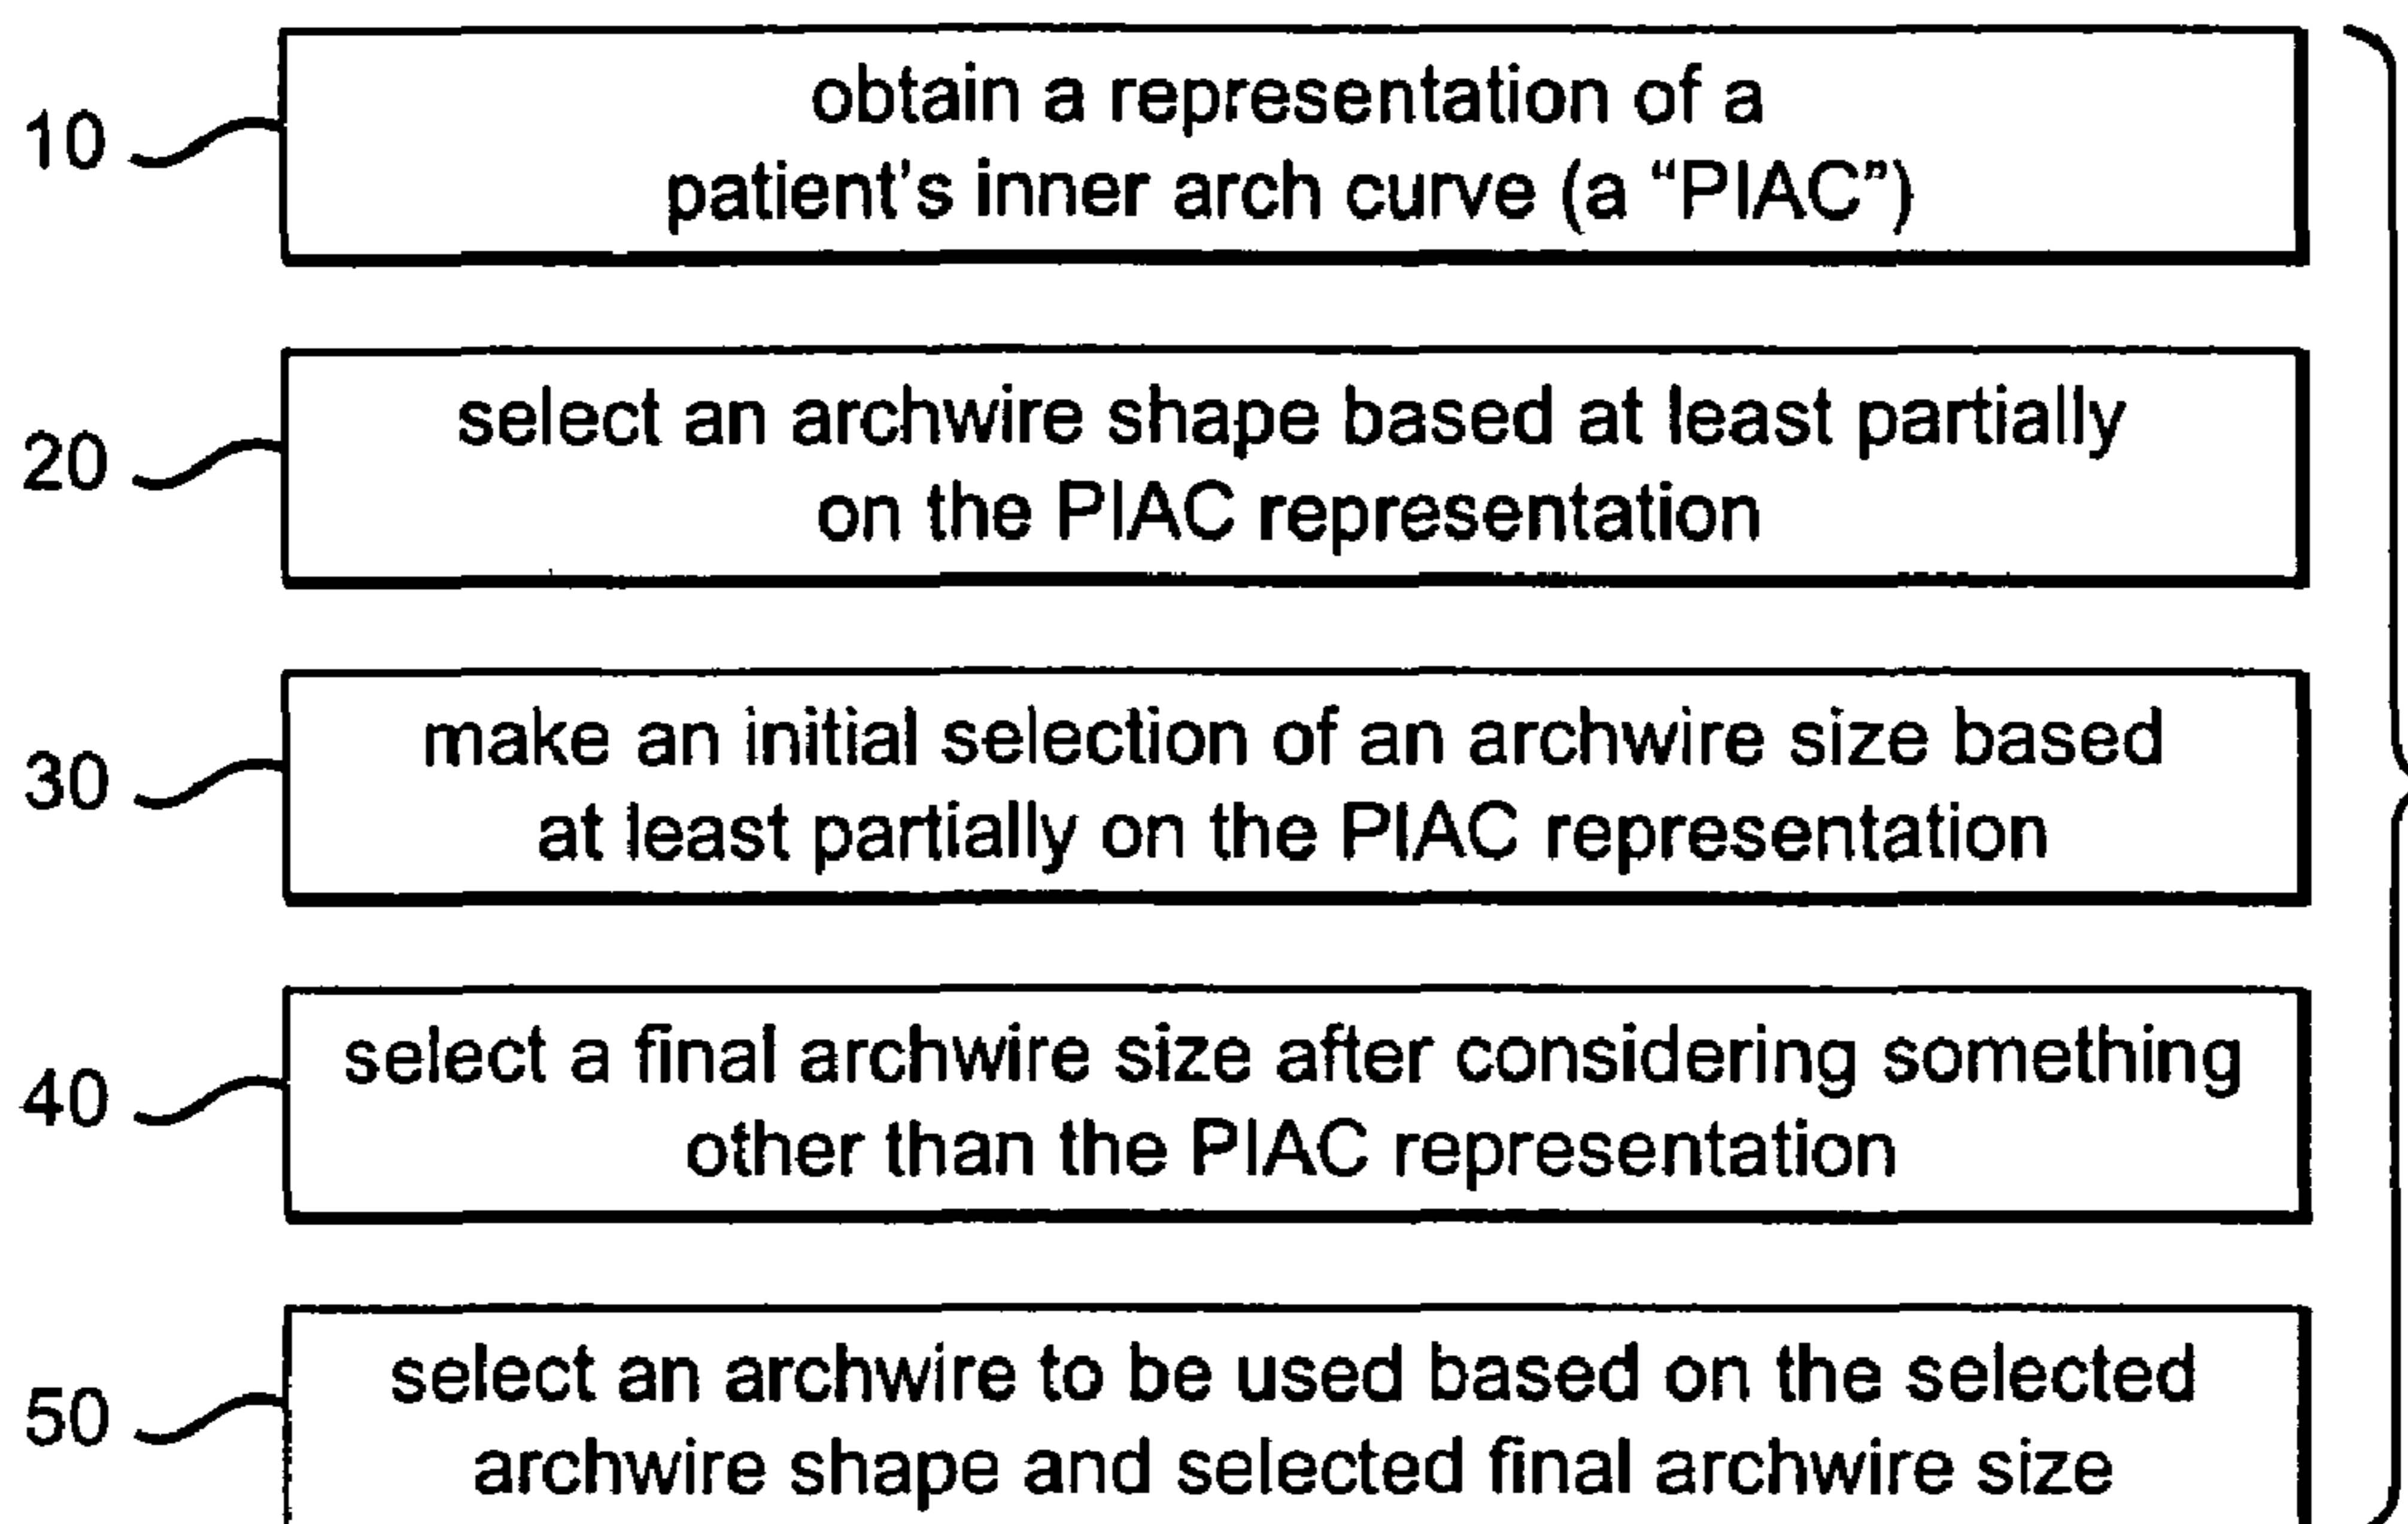 10
obtain a representation of a
patient's inner arch curve (a “PIAC”)
20
select an archwire shape based at least partially
on the PIAC representation
30
make an initial selection of an archwire size based
at least partially on the PIAC representation
40
select a final archwire size after considering something
other than the PIAC representation
50
select an archwire to be used based on the selected
archwire shape and selected final archwire size